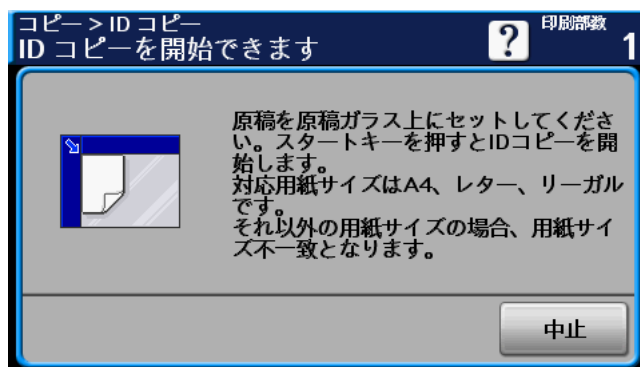 コピー > ID コピー
ID コピーを開始できます
?
印刷部数
1
原稿を原稿ガラス上にセットしてくださ
い。スタートキーを押すとIDコピーを開
始します。
対応用紙サイズはA4、レター、リーガル
です。
それ以外の用紙サイズの場合、用紙サイ
ズ不一致となります。
中止